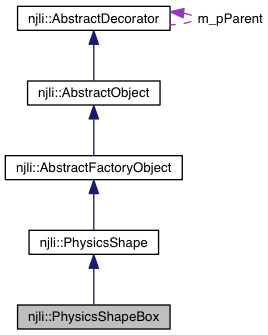 njli::AbstractDecorator
m_pParent
njli::AbstractObject
njli::AbstractFactoryObject
njli::PhysicsShape
njli::PhysicsShapeBox